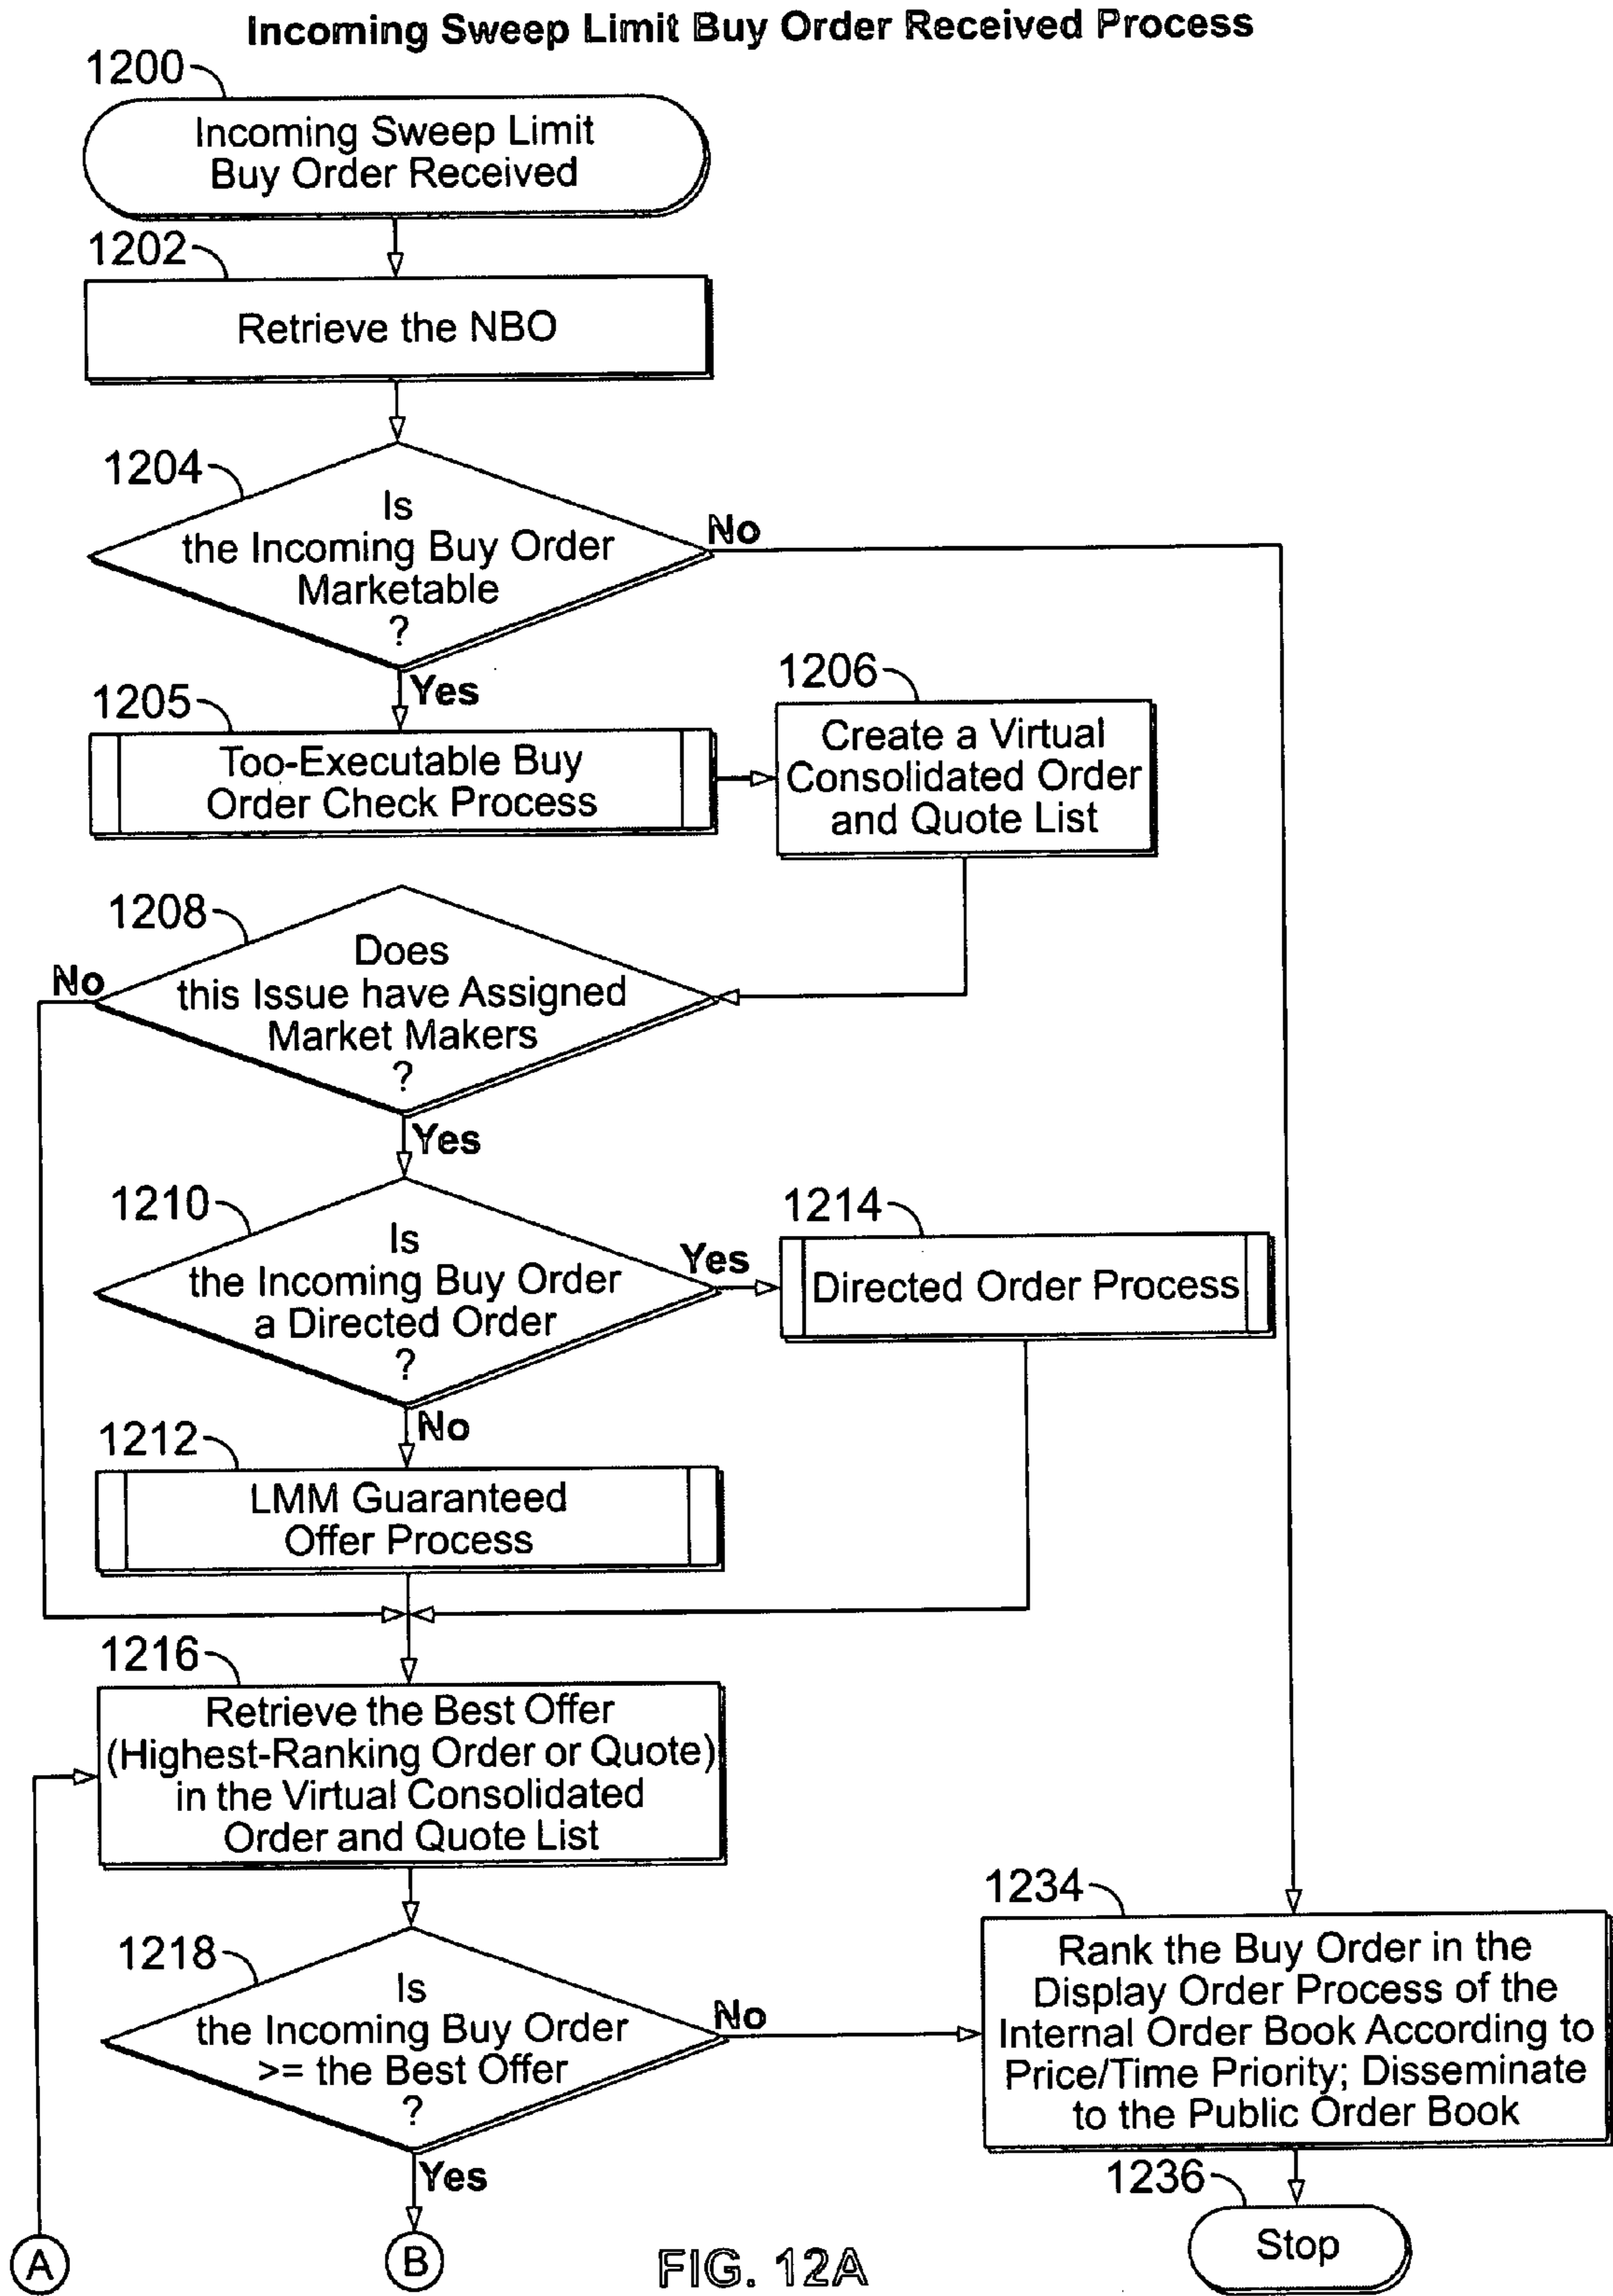 Incoming Sweep Limit Buy Order Received Process
1200
Incoming Sweep Limit
Buy Order Received
1202
Retrieve the NBO
1204
Is
the Incoming Buy Order
Marketable
?
No
Yes
1205
Too-Executable Buy
Order Check Process
1206
Create a Virtual
Consolidated Order
and Quote List
1208
Does
this Issue have Assigned
Market Makers
?
No
Yes
1210
Is
the Incoming Buy Order
a Directed Order
?
Yes
1214
Directed Order Process
No
1212
LMM Guaranteed
Offer Process
1216
Retrieve the Best Offer
(Highest-Ranking Order or Quote)
in the Virtual Consolidated
Order and Quote List
1218
Is
the Incoming Buy Order
>= the Best Offer
?
No
Yes
1234
Rank the Buy Order in the
Display Order Process of the
Internal Order Book According to
Price/Time Priority; Disseminate
to the Public Order Book
1236
Stop
A
B
FIG. 12A